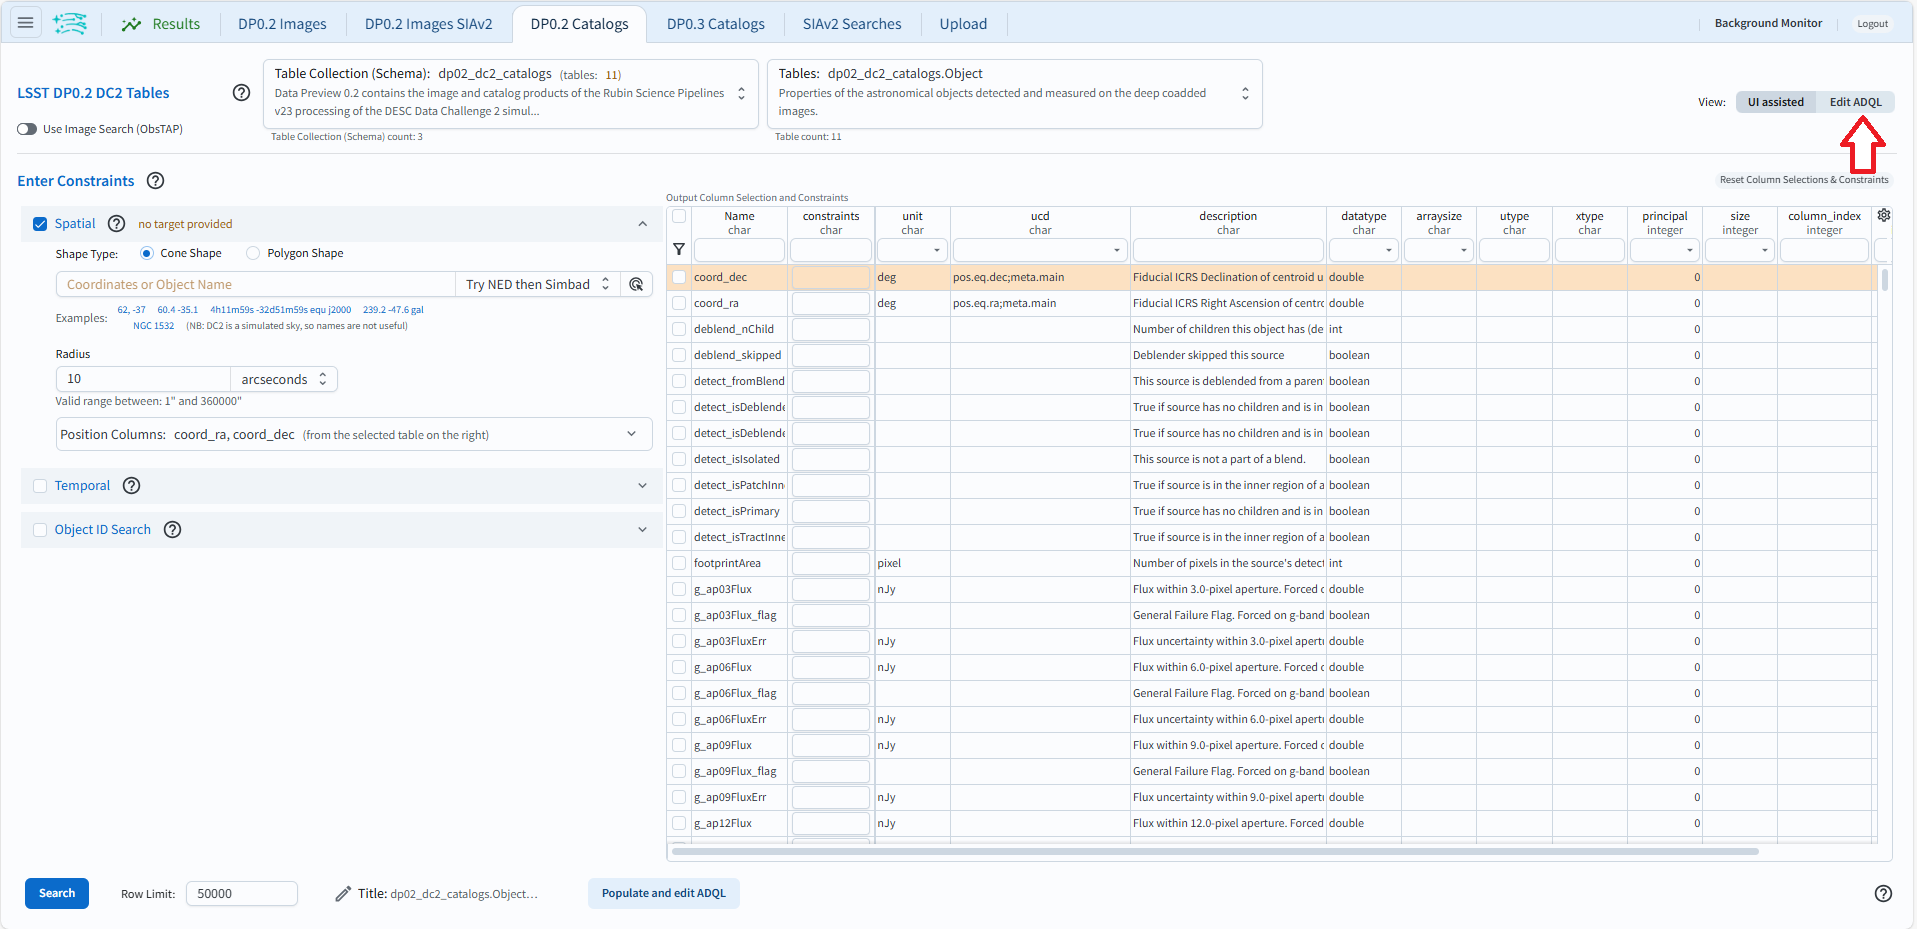 Results
DP0.2 Images
DP0.2 Images SIAv2
DP0.2 Catalogs
DP0.3 Catalogs
SIAv2 Searches
Upload
Background Monitor
Logout
LSST DP0.2 DC2 Tables
Use Image Search (ObsTAP)
Table Collection (Schema): dp02_dc2_catalogs (tables: 11)
Data Preview 0.2 contains the image and catalog products of the Rubin Science Pipelines
v23 processing of the DESC Data Challenge 2 simul...
Table Collection (Schema) count: 3
Tables: dp02_dc2_catalogs.Object
Properties of the astronomical objects detected and measured on the deep coadded
images.
Table count: 11
View: UI assisted Edit ADQL
Enter Constraints
Reset Column Selections & Constraints
Spatial no target provided
Shape Type: Cone Shape Polygon Shape
Coordinates or Object Name Try NED then Simbad
Examples: 62, -37 60.4 -35.1 4h11m59s -32d51m59s equ j2000 239.2 -47.6 gal
NGC 1532 (NB: DC2 is a simulated sky, so names are not useful)
Radius
10 arcseconds
Valid range between: 1" and 360000"
Position Columns: coord_ra, coord_dec (from the selected table on the right)
Temporal
Object ID Search
Output Column Selection and Constraints
Name constraints unit ucd description datatype arraysize utype xtype principal size column_index
char char char char char char char char char integer integer integer
coord_dec deg pos.eq.dec;meta.main Fiducial ICRS Declination of centroid u double 0
coord_ra deg pos.eq.ra;meta.main Fiducial ICRS Right Ascension of centro double 0
deblend_nChild Number of children this object has (de int 0
deblend_skipped Deblender skipped this source boolean 0
detect_fromBlend This source is deblended from a paren boolean 0
detect_isDeblende True if source has no children and is in boolean 0
detect_isDeblende True if source has no children and is in boolean 0
detect_isIsolated This source is not a part of a blend. boolean 0
detect_isPatchInn True if source is in the inner region of a boolean 0
detect_isPrimary True if source has no children and is in boolean 0
detect_isTractInne True if source is in the inner region of a boolean 0
footprintArea pixel Number of pixels in the source's detect int 0
g_ap03Flux nJy Flux within 3.0-pixel aperture. Forced o double 0
g_ap03Flux_flag General Failure Flag. Forced on g-band boolean 0
g_ap03FluxErr nJy Flux uncertainty within 3.0-pixel apert double 0
g_ap06Flux nJy Flux within 6.0-pixel aperture. Forced o double 0
g_ap06Flux_flag General Failure Flag. Forced on g-band boolean 0
g_ap06FluxErr nJy Flux uncertainty within 6.0-pixel apert double 0
g_ap09Flux nJy Flux within 9.0-pixel aperture. Forced o double 0
g_ap09Flux_flag General Failure Flag. Forced on g-band boolean 0
g_ap09FluxErr nJy Flux uncertainty within 9.0-pixel apert double 0
g_ap12Flux nJy Flux within 12.0-pixel aperture. Forced double 0
Search
Row Limit: 50000
Title: dp02_dc2_catalogs.Object...
Populate and edit ADQL